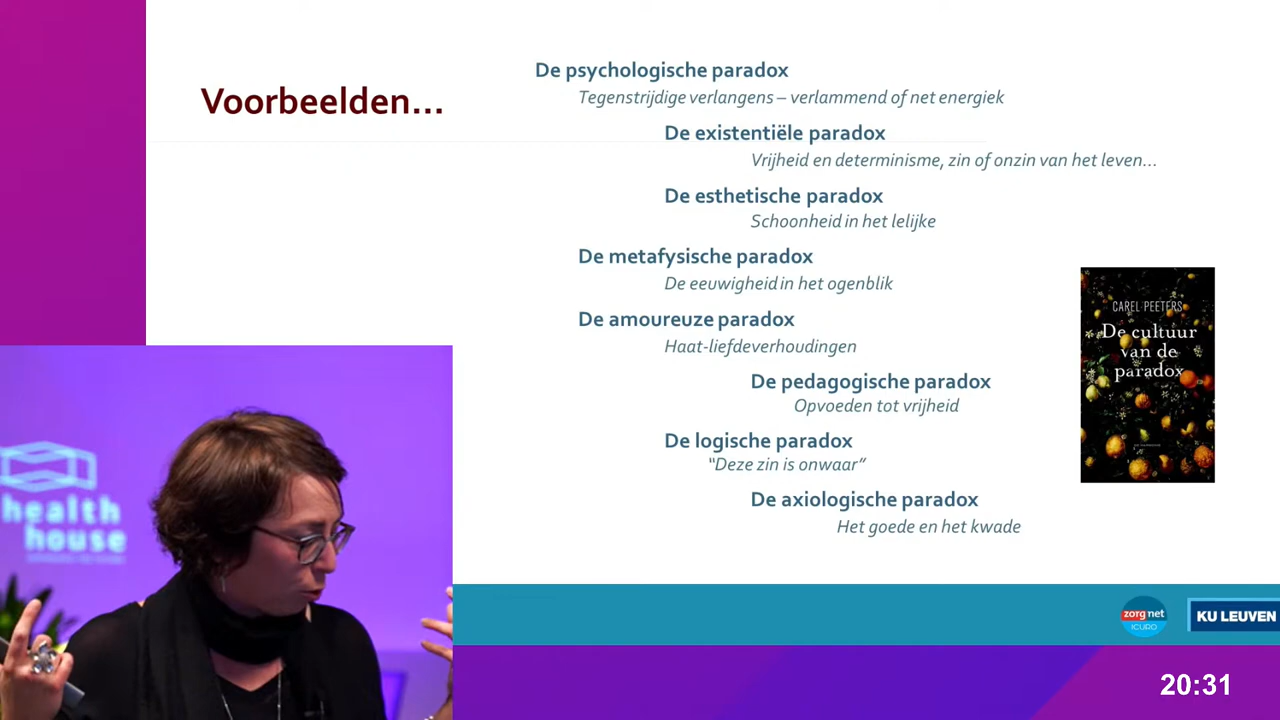 Voorbeelden...
De psychologische paradox
Tegenstrijdige verlangens – verlammend of net energiek
De existentiële paradox
Vrijheid en determinisme, zin of onzin van het leven...
De esthetische paradox
Schoonheid in het lelijke
De metafysische paradox
De eeuwigheid in het ogenblik
De amoureuze paradox
Haat-liefdeverhoudingen
De pedagogische paradox
Opvoeden tot vrijheid
De logische paradox
“Deze zin is onwaar”
De axiologische paradox
Het goede en het kwade
CAREL PEETERS
De cultuur
van de
paradox
health
house
zorgnet
ICURO
KU LEUVEN
20:31